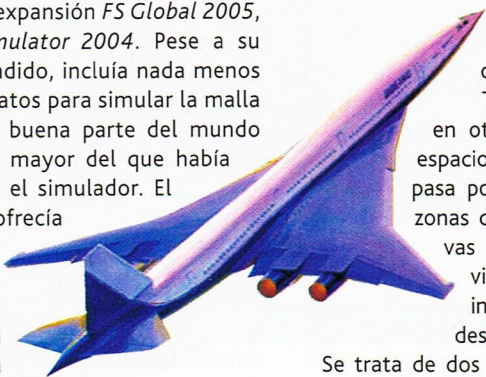 expansión FS Global 2005,
mulator 2004. Pese a su
adido, incluía nada menos
atos para simular la malla
buena parte del mundo
mayor del que había
el simulador. El
ofrecía
en ot
espacio
pasa po
zonas d
vas
vi
in
des
Se trata de dos